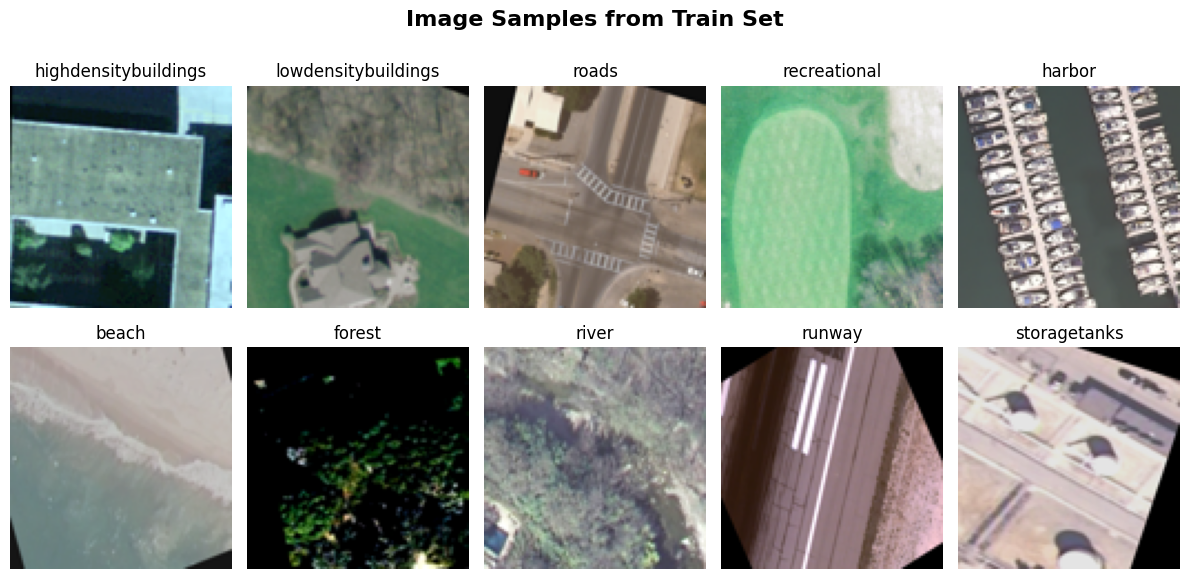 Image Samples from Train Set
highdensitybuildings lowdensitybuildings roads recreational harbor
beach forest river runway storagetanks